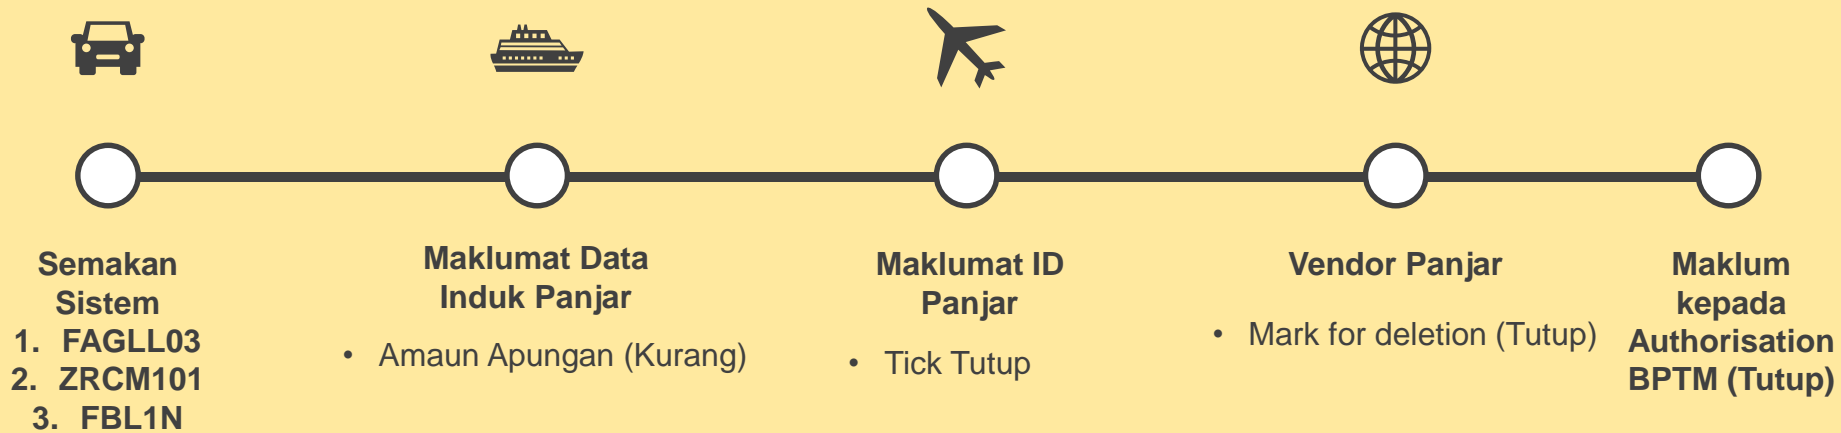 Semakan
Sistem
1. FAGLL03
2. ZRCM101
3. FBL1N
Maklumat Data
Induk Panjar
• Amaun Apungan (Kurang)
Maklumat ID
Panjar
• Tick Tutup
Vendor Panjar
• Mark for deletion (Tutup)
Maklum
kepada
Authorisation
BPTM (Tutup)